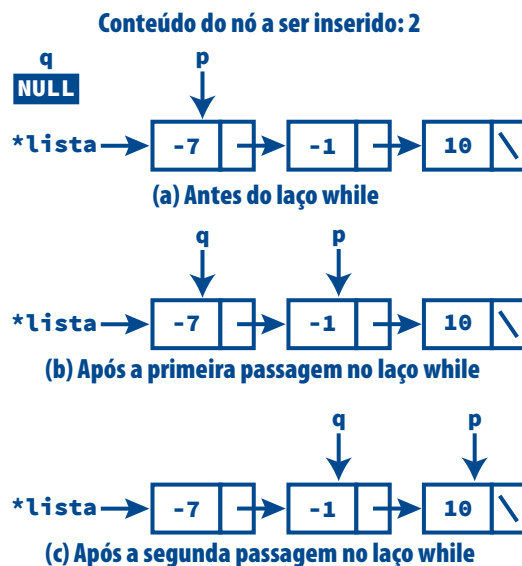 Conteúdo do nó a ser inserido: 2
q p
NULL
*lista -7 -1 10
(a) Antes do laço while
q p
*lista -7 -1 10
(b) Após a primeira passagem no laço while
q p
*lista -7 -1 10
(c) Após a segunda passagem no laço while